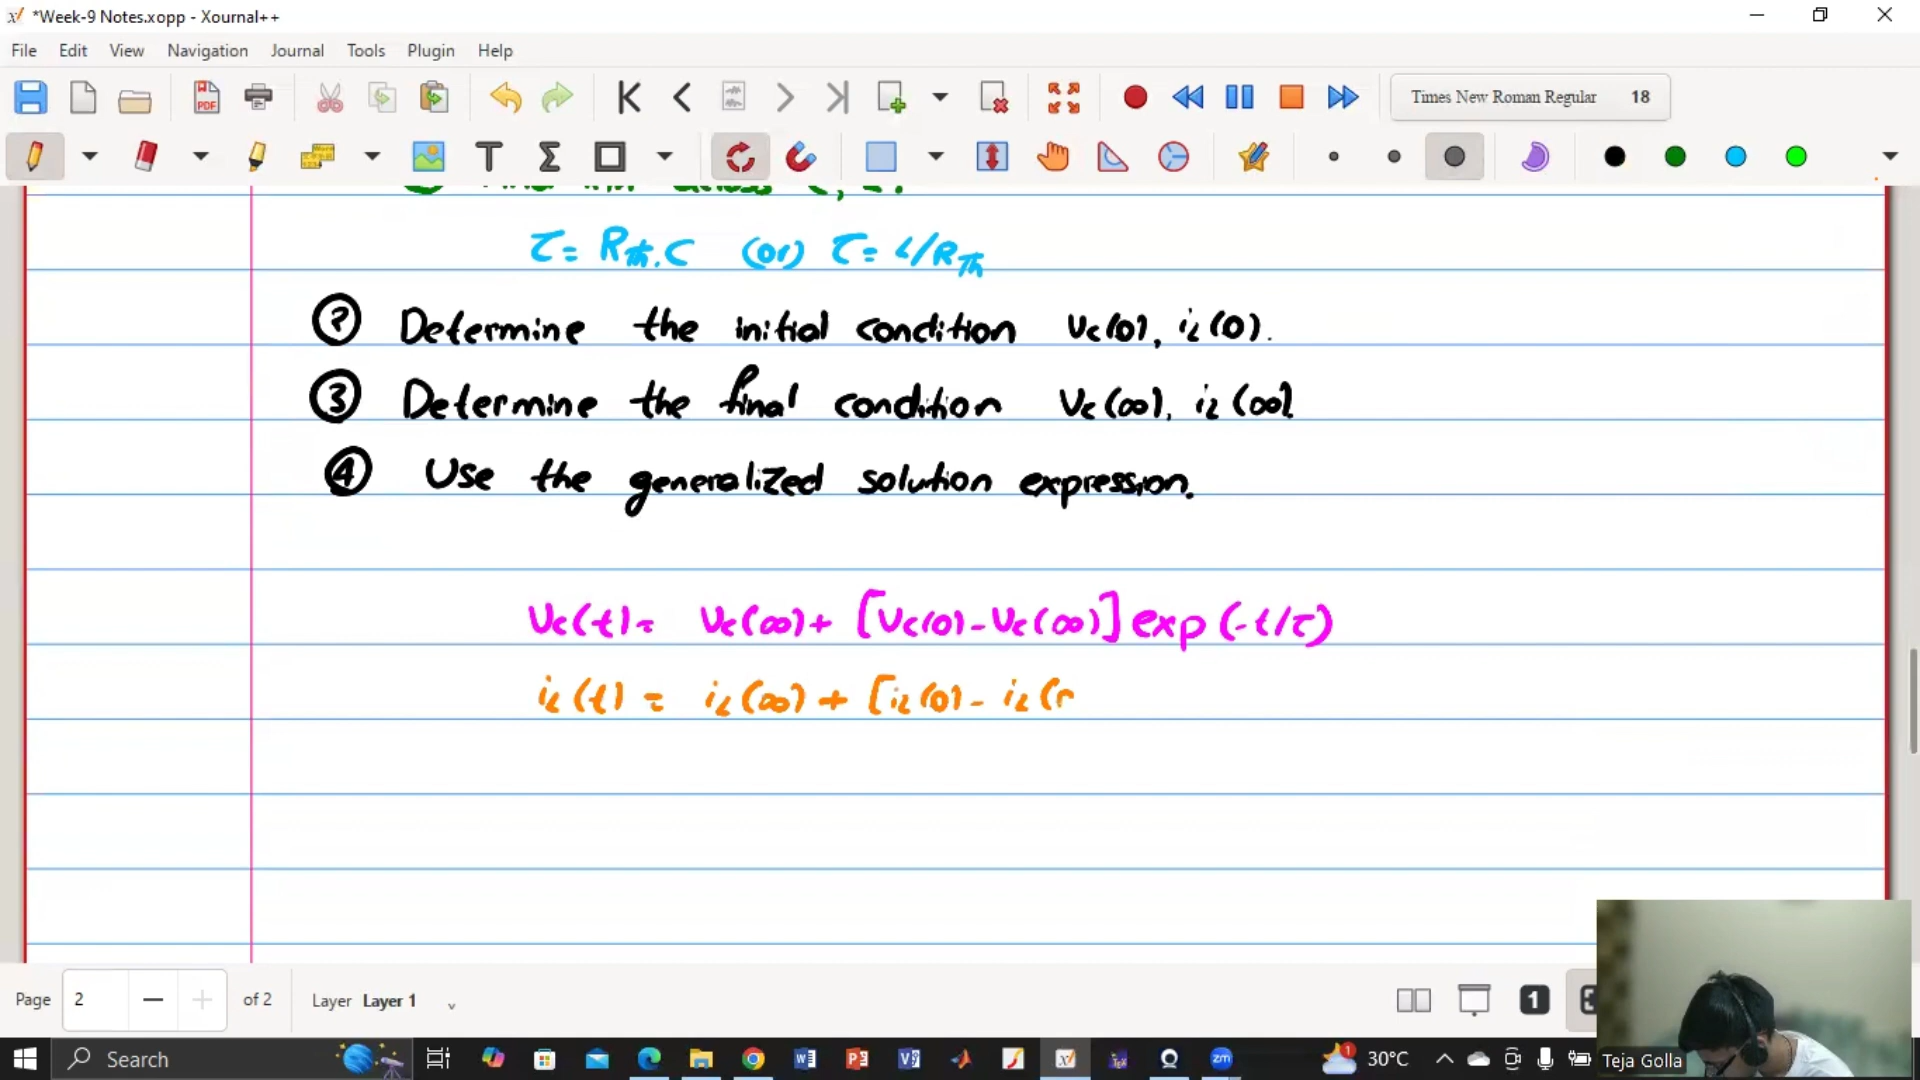 *Week-9 Notes.xopp - Xournal++
File Edit View Navigation Journal Tools Plugin Help
Times New Roman Regular 18
τ = R_Th.C (or) τ = L/R_Th
② Determine the initial condition Vc(0), iL(0).
③ Determine the final condition Vc(∞), iL(∞)
④ Use the generalized solution expression.
Vc(t) = Vc(∞) + [Vc(0) - Vc(∞)] exp(-t/τ)
iL(t) = iL(∞) + [iL(0) - iL(
Page 2 of 2 Layer Layer 1
1
Search
30°C
Teja Golla